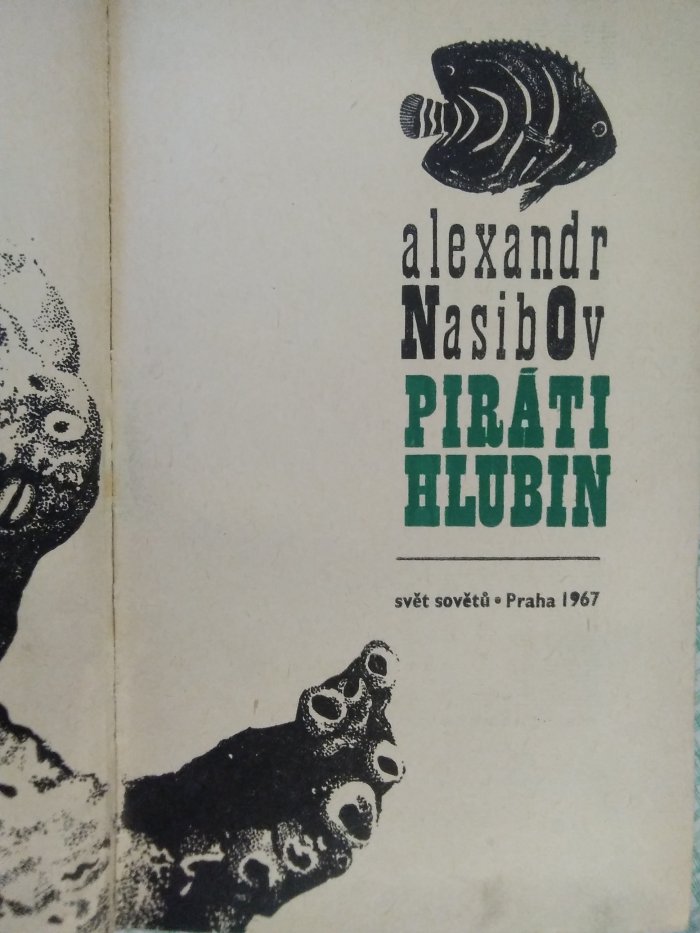 alexandr
NasibOv
PIRÁTI
HLUBIN
svět sovětů • Praha 1967